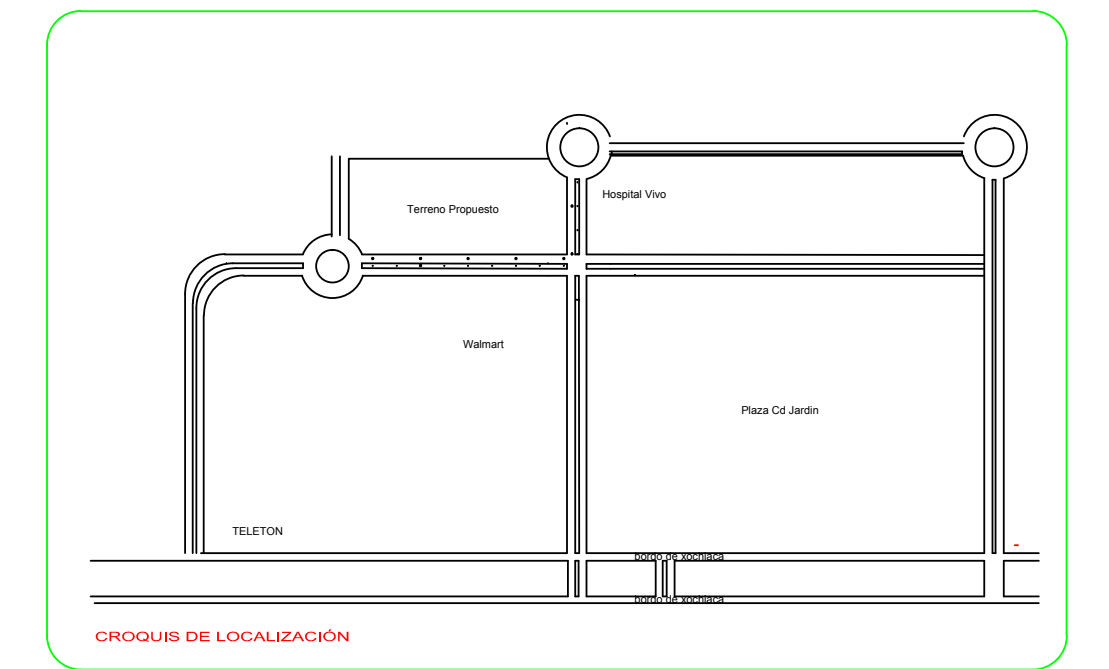 Hospital Vivo
Terreno Propuesto
Walmart
Plaza Cd Jardin
TELETON
bordo de xochiaca
bordo de xochiaca
CROQUIS DE LOCALIZACIÓN